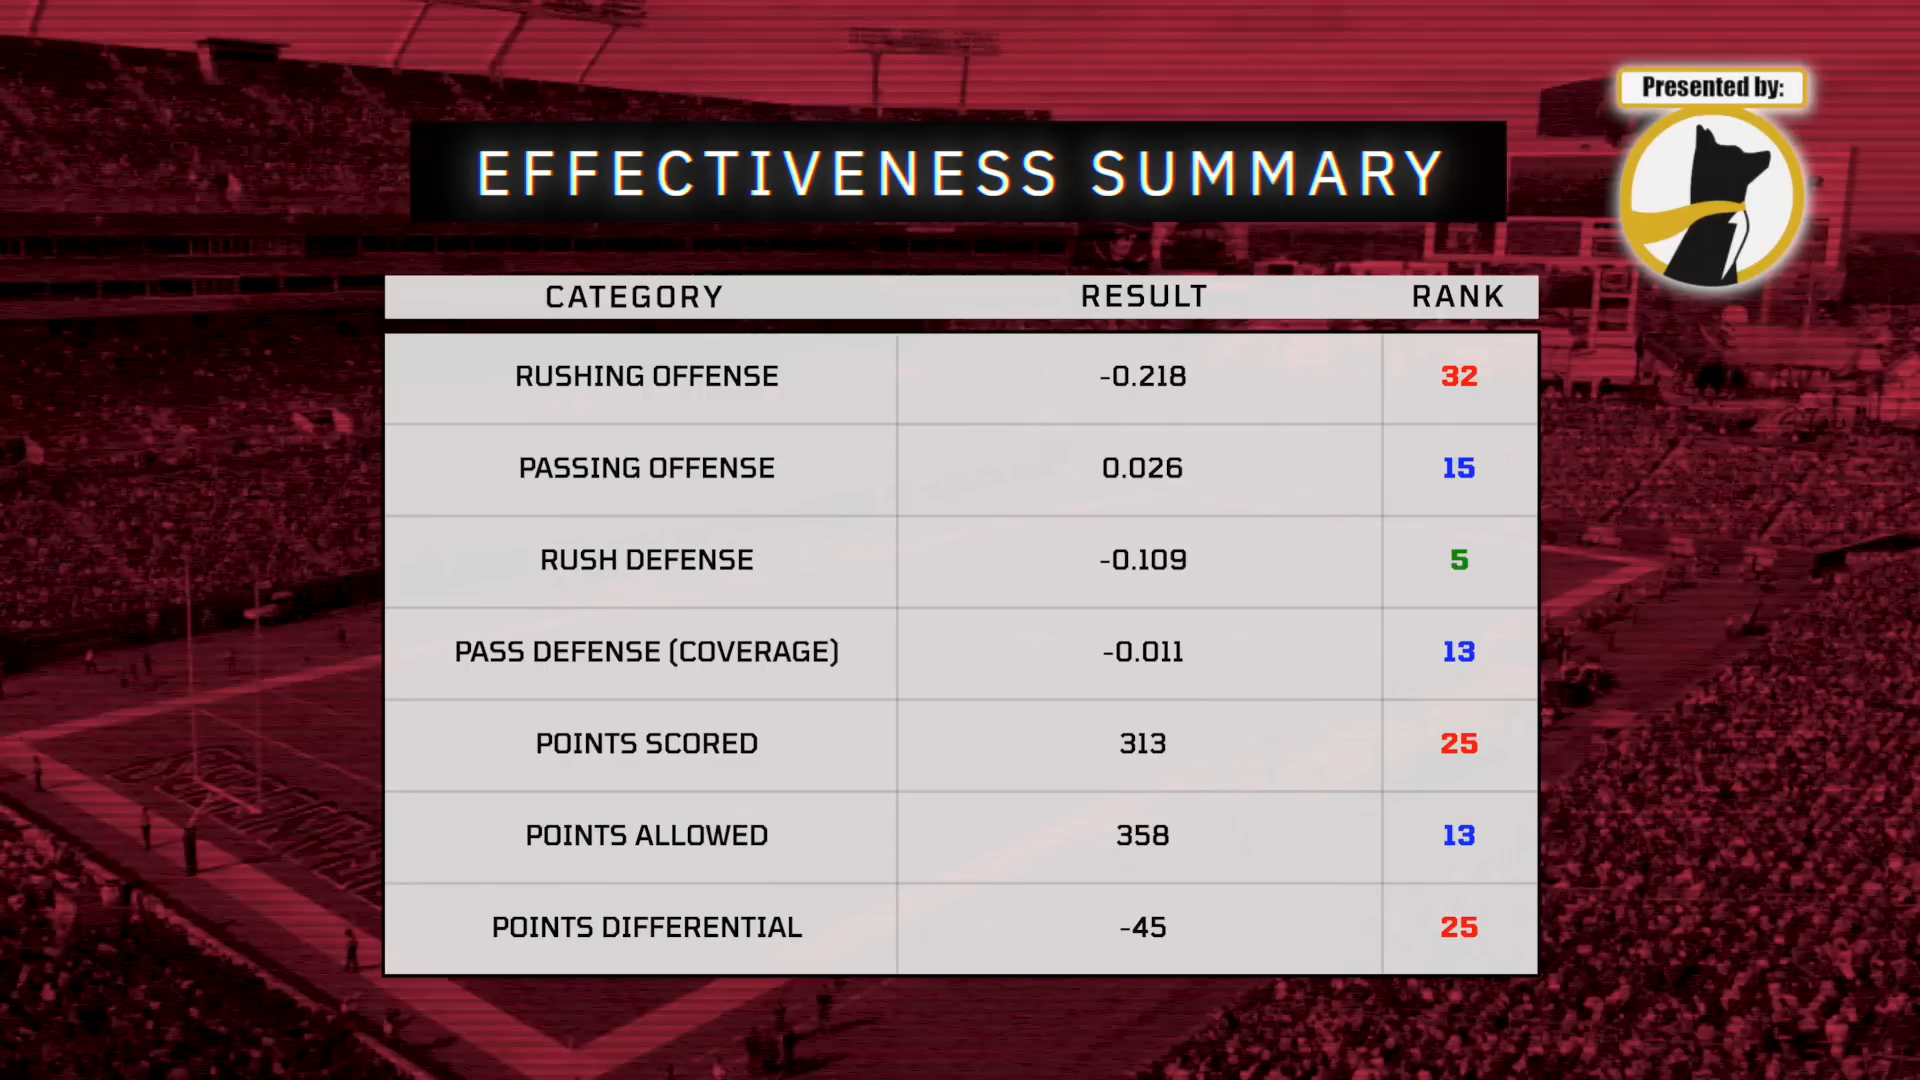 Presented by:
EFFECTIVENESS SUMMARY
CATEGORY RESULT RANK
RUSHING OFFENSE -0.218 32
PASSING OFFENSE 0.026 15
RUSH DEFENSE -0.109 5
PASS DEFENSE (COVERAGE) -0.011 13
POINTS SCORED 313 25
POINTS ALLOWED 358 13
POINTS DIFFERENTIAL -45 25